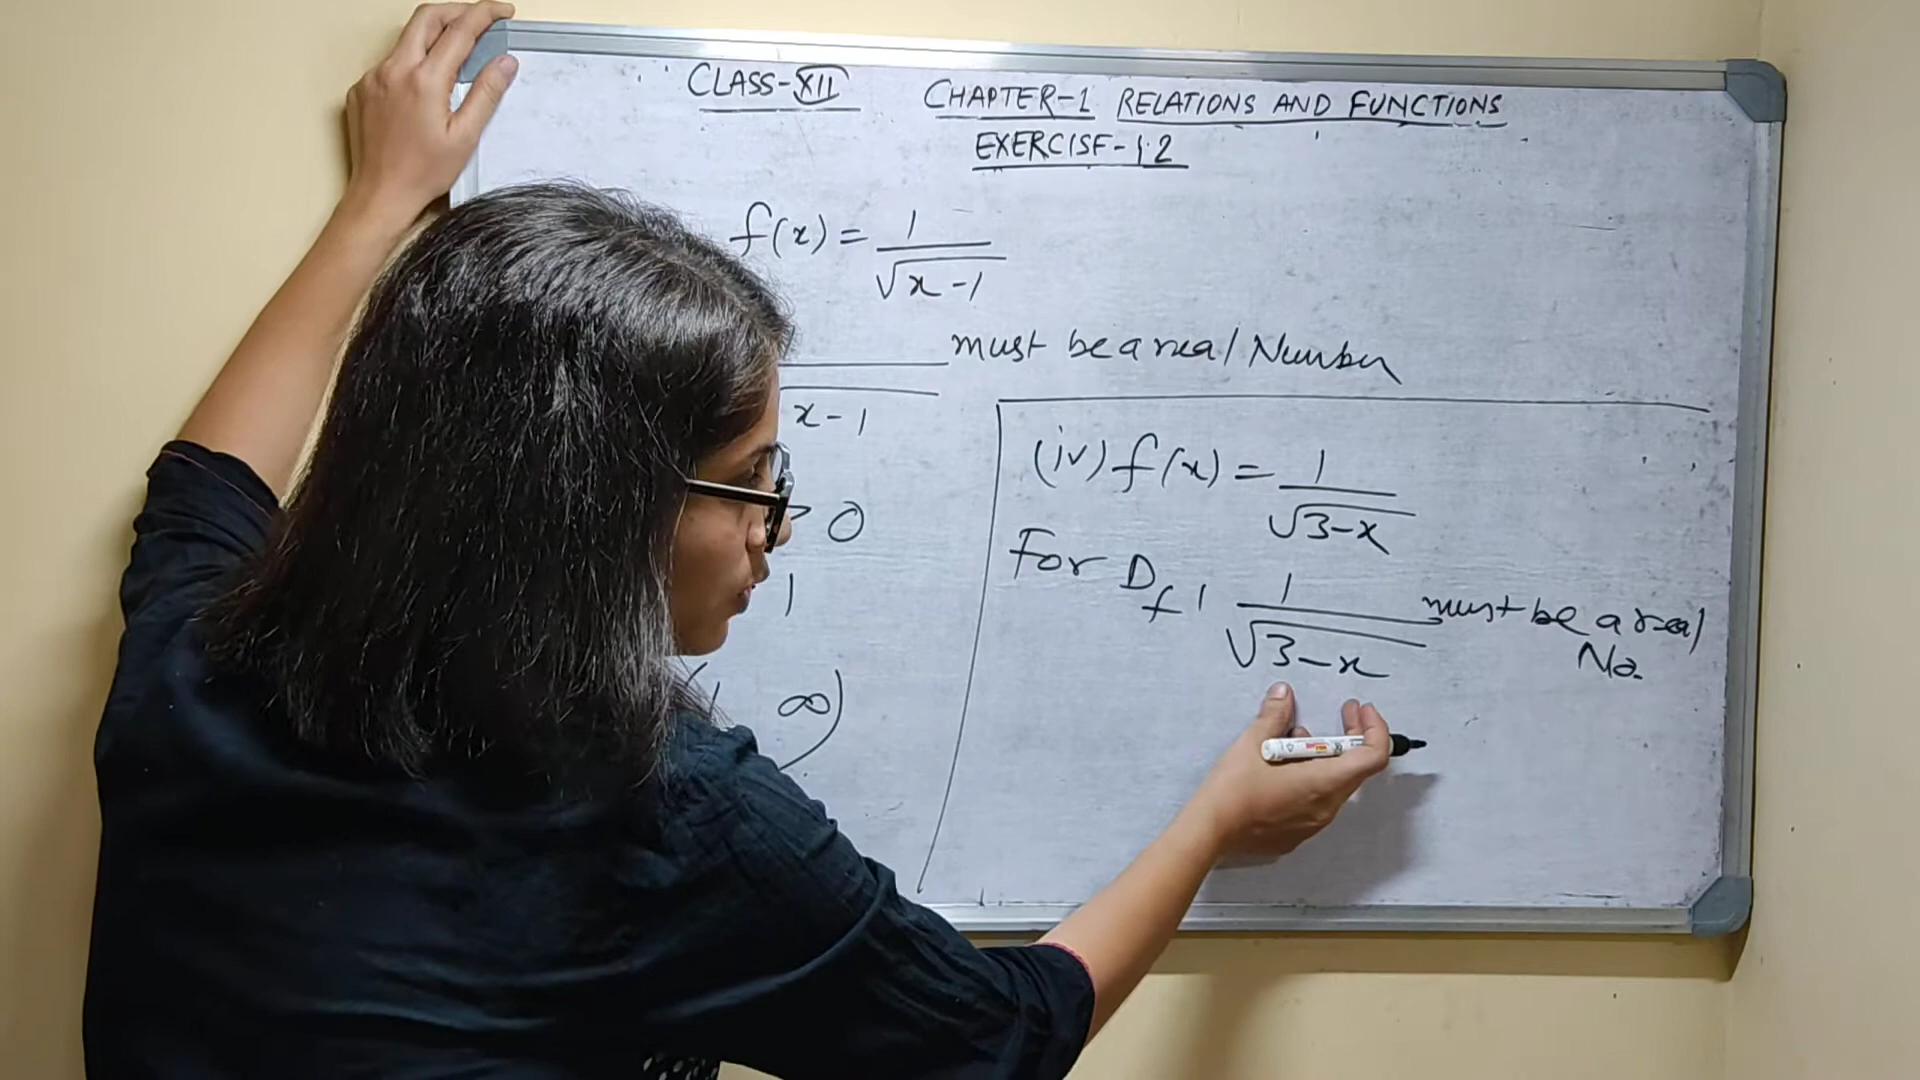 CLASS-XII
CHAPTER-1 RELATIONS AND FUNCTIONS
EXERCISE-1.2
f(x) = 1/√x-1
must be a real Number
x-1
> 0
1
∞)
(iv) f(x) = 1/√3-x
For Df, 1/√3-x must be a real
No.